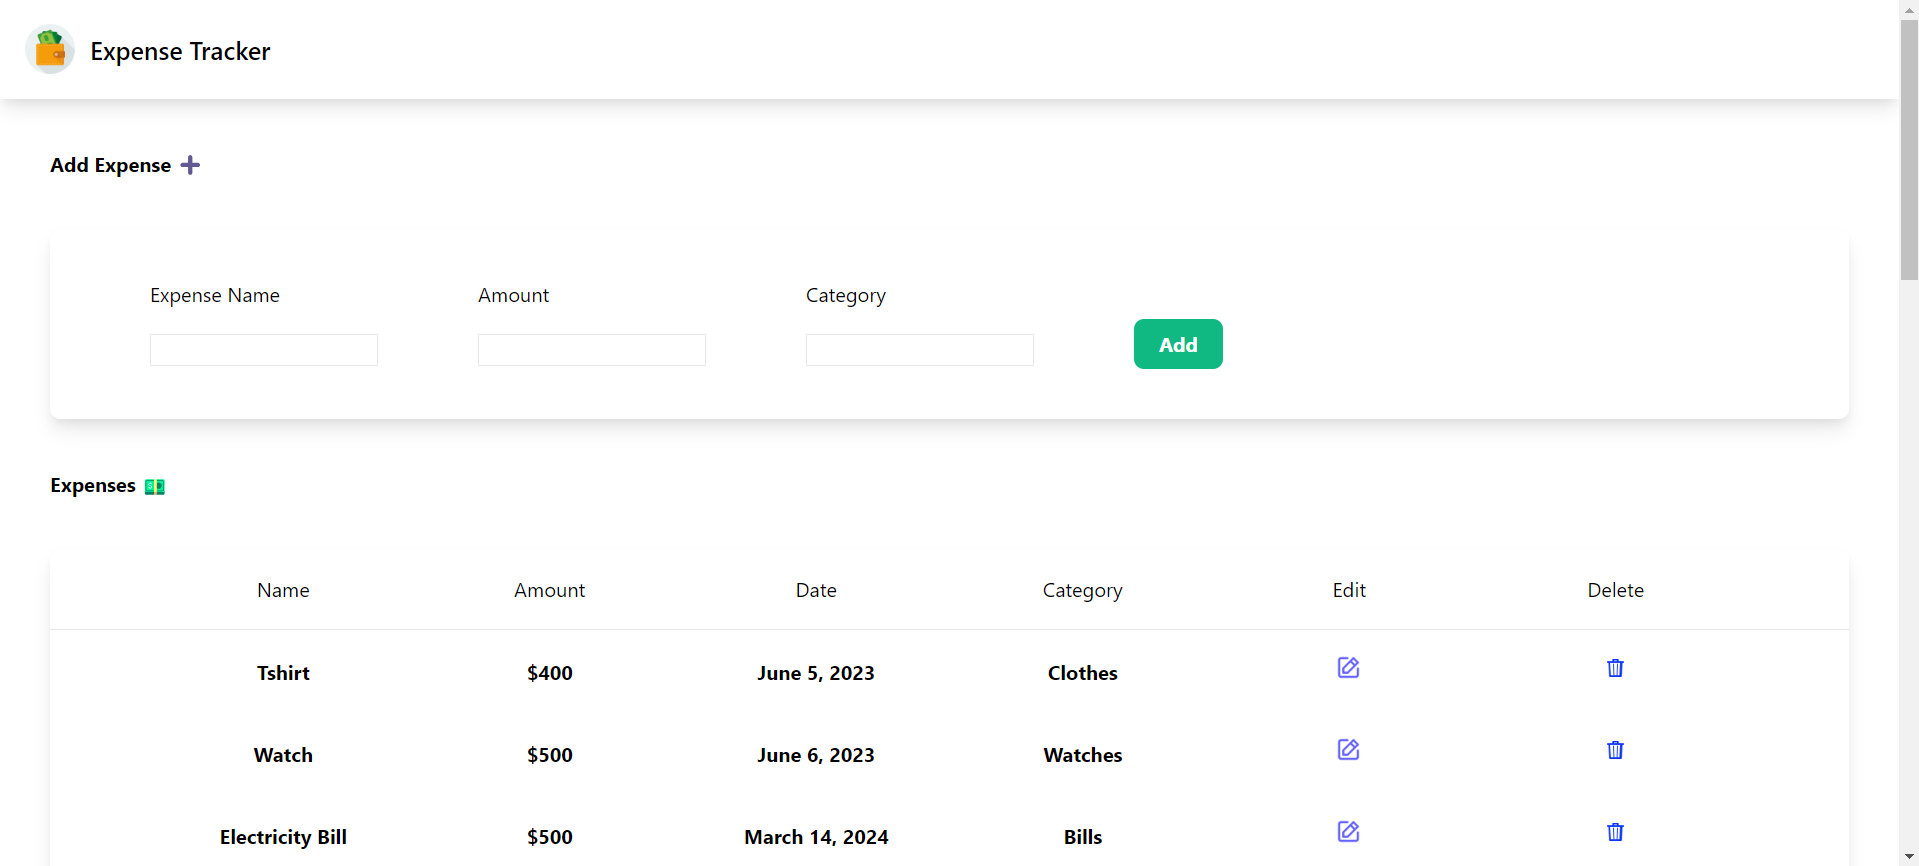 Expense Tracker
Add Expense
Expense Name Amount Category
Add
Expenses
Name Amount Date Category Edit Delete
Tshirt $400 June 5, 2023 Clothes
Watch $500 June 6, 2023 Watches
Electricity Bill $500 March 14, 2024 Bills